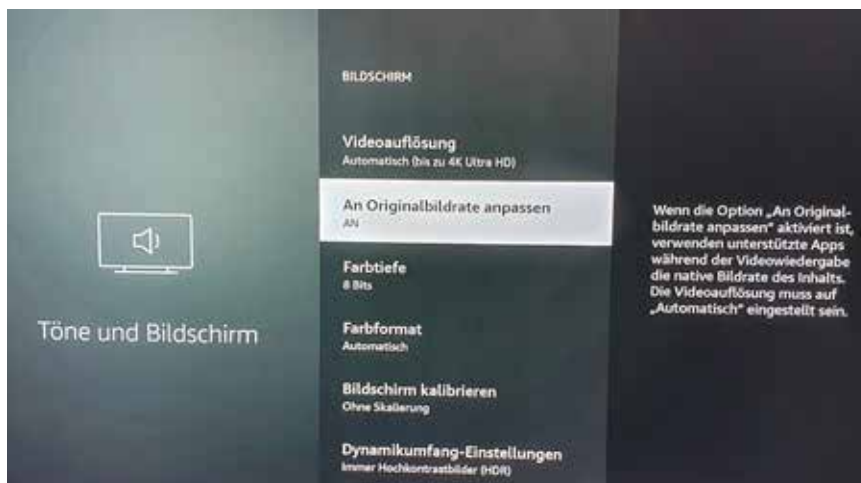 BILDSCHIRM
Videoauflösung
Automatisch (bis zu 4K Ultra HD)
An Originalbildrate anpassen
AN
Farbtiefe
8 Bits
Farbformat
Automatisch
Bildschirm kalibrieren
Ohne Skalierung
Dynamikumfang-Einstellungen
Immer Hochkontrastbilder (HDR)
Töne und Bildschirm
Wenn die Option „An Original-
bildrate anpassen“ aktiviert ist,
verwenden unterstützte Apps
während der Videowiedergabe
die native Bildrate des Inhalts.
Die Videoauflösung muss auf
„Automatisch“ eingestellt sein.